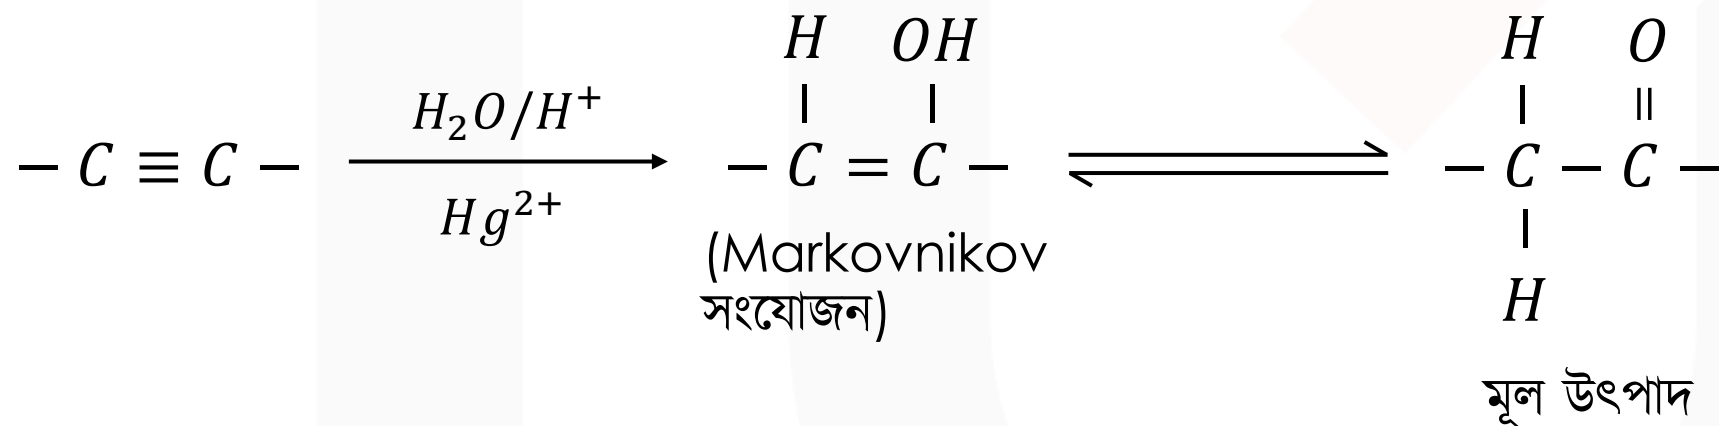 H OH H O
H₂O/H⁺
– C ≡ C – – C = C – – C – C –
Hg²⁺
(Markovnikov
সংযোজন)
H
মূল উৎপাদ